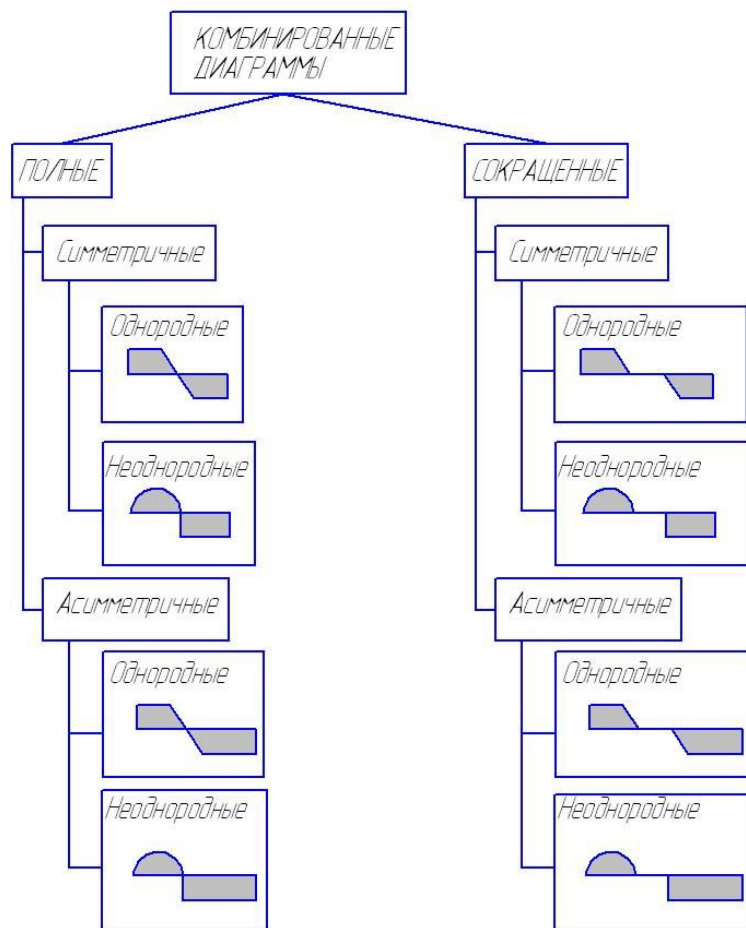 КОМБИНИРОВАННЫЕ
ДИАГРАММЫ
ПОЛНЫЕ
Симметричные
Однородные
Неоднородные
Асимметричные
Однородные
Неоднородные
СОКРАЩЕННЫЕ
Симметричные
Однородные
Неоднородные
Асимметричные
Однородные
Неоднородные